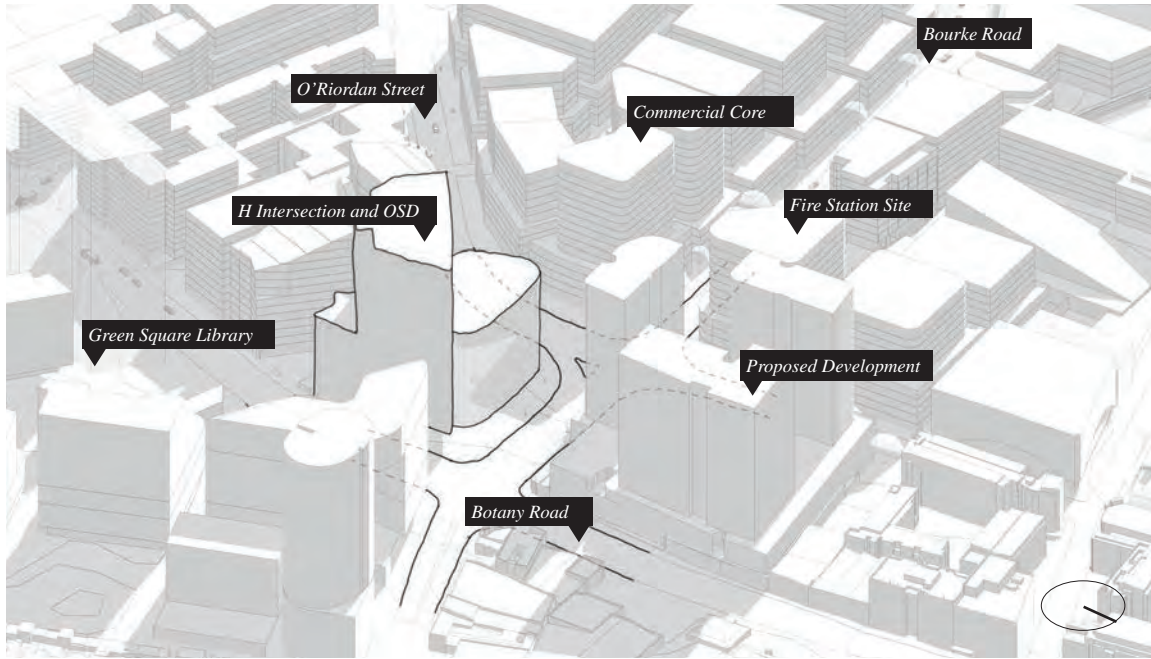 Bourke Road
O'Riordan Street
Commercial Core
H Intersection and OSD
Fire Station Site
Green Square Library
Proposed Development
Botany Road